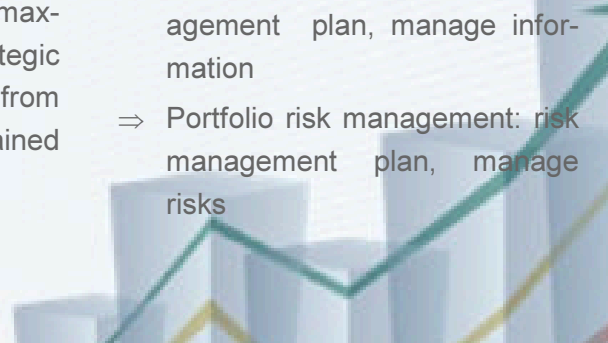 max-
tegic
from
ained
agement plan, manage infor-
mation
⇒ Portfolio risk management: risk
management plan, manage
risks